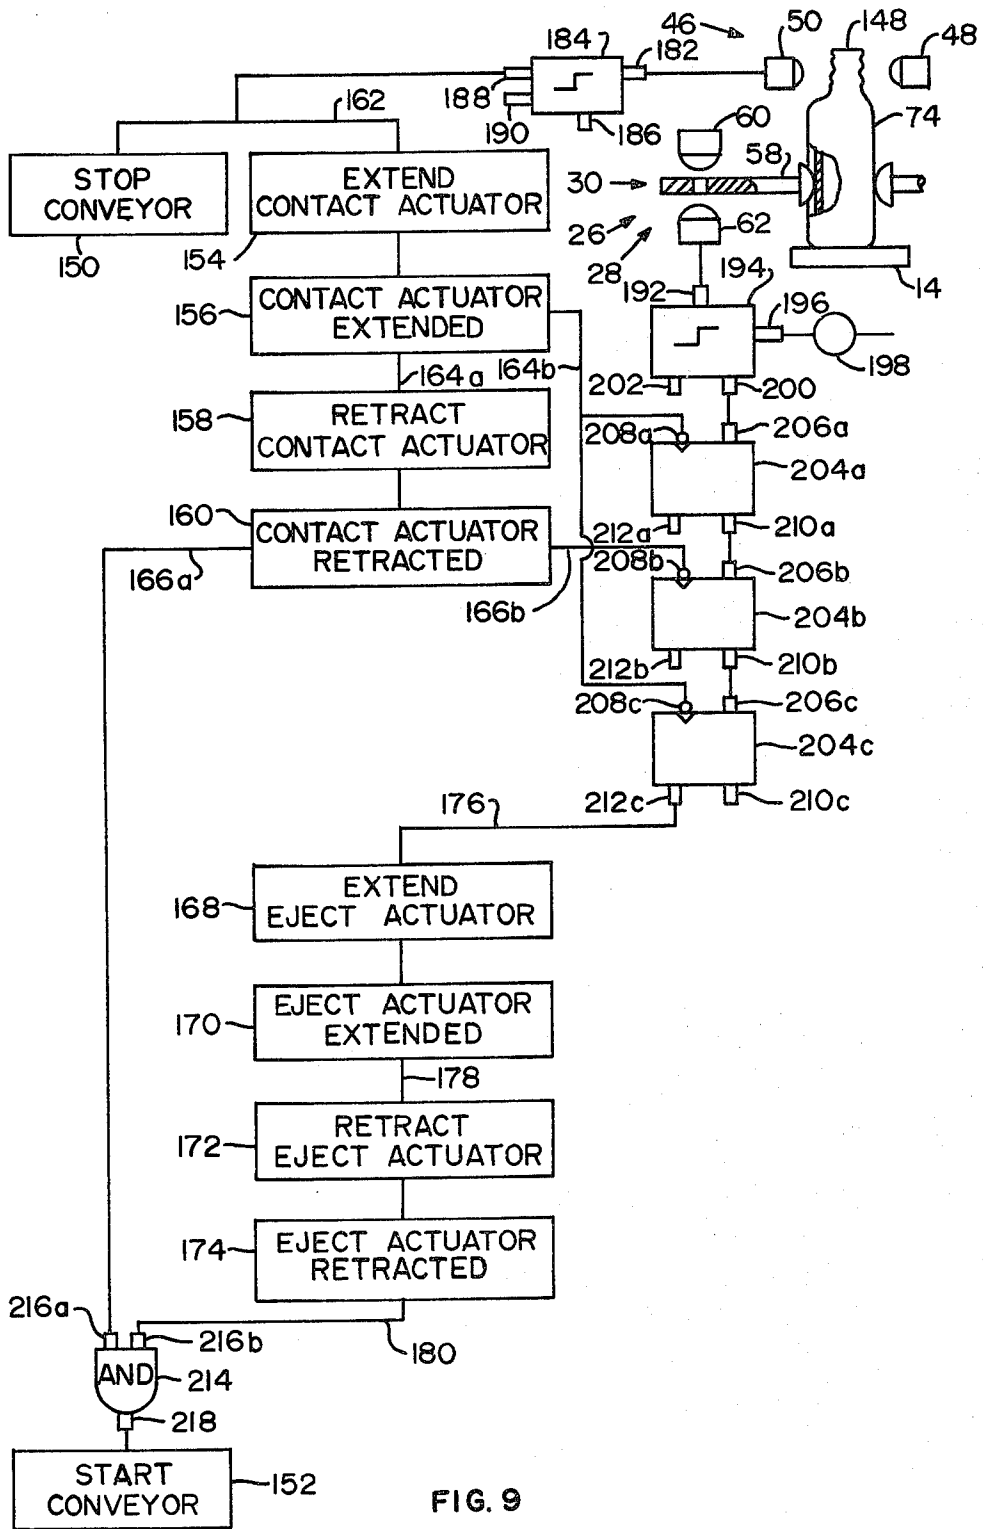 46
50
148
48
184
182
188
190
186
162
60
74
58
30
26
62
28
14
STOP
CONVEYOR
150
EXTEND
CONTACT ACTUATOR
154
192
194
196
198
156
CONTACT ACTUATOR
EXTENDED
164a
164b
202
200
158
RETRACT
CONTACT ACTUATOR
208a
206a
204a
160
CONTACT ACTUATOR
RETRACTED
212a
210a
166a
166b
208b
206b
204b
212b
210b
208c
206c
204c
212c
210c
176
168
EXTEND
EJECT ACTUATOR
170
EJECT ACTUATOR
EXTENDED
178
172
RETRACT
EJECT ACTUATOR
174
EJECT ACTUATOR
RETRACTED
216a
216b
180
AND
214
218
START
CONVEYOR
152
FIG. 9